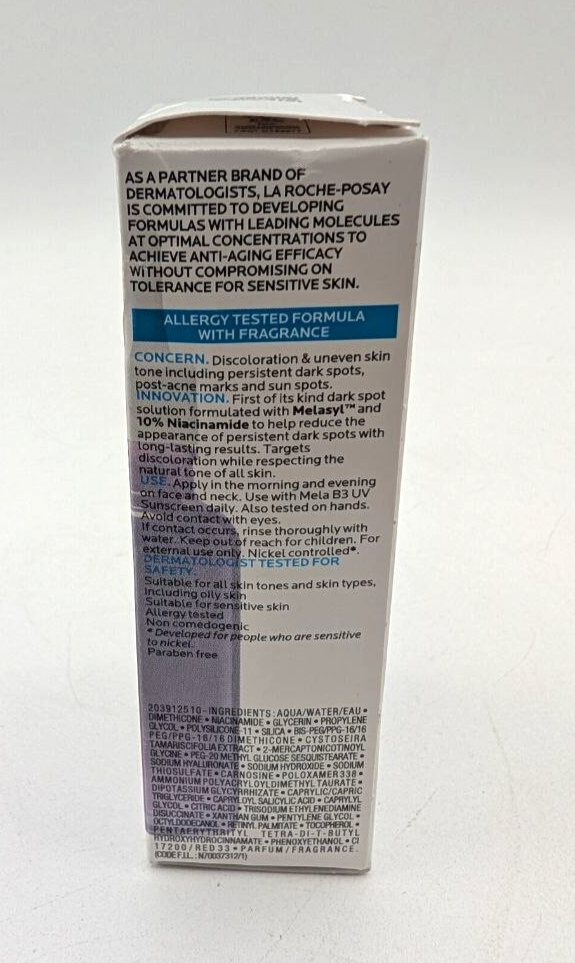 AS A PARTNER BRAND OF
DERMATOLOGISTS, LA ROCHE-POSAY
IS COMMITTED TO DEVELOPING
FORMULAS WITH LEADING MOLECULES
AT OPTIMAL CONCENTRATIONS TO
ACHIEVE ANTI-AGING EFFICACY
WITHOUT COMPROMISING ON
TOLERANCE FOR SENSITIVE SKIN.
ALLERGY TESTED FORMULA
WITH FRAGRANCE
CONCERN. Discoloration & uneven skin
tone including persistent dark spots,
post-acne marks and sun spots.
INNOVATION. First of its kind dark spot
solution formulated with Melasyl™ and
10% Niacinamide to help reduce the
appearance of persistent dark spots with
long-lasting results. Targets
discoloration while respecting the
natural tone of all skin.
USE. Apply in the morning and evening
on face and neck. Use with Mela B3 UV
Sunscreen daily. Also tested on hands.
Avoid contact with eyes.
If contact occurs, rinse thoroughly with
water. Keep out of reach for children. For
external use only. Nickel controlled*.
DERMATOLOGIST TESTED FOR
SAFETY.
Suitable for all skin tones and skin types,
Including oily skin
Suitable for sensitive skin
Allergy tested
Non comedogenic
* Developed for people who are sensitive
to nickel.
Paraben free
203912510 - INGREDIENTS: AQUA/WATER/EAU •
DIMETHICONE • NIACINAMIDE • GLYCERIN • PROPYLENE
GLYCOL • POLYSILICONE-11 • SILICA • BIS-PEG/PPG-16/16
PEG/PPG-16/16 DIMETHICONE • CYSTOSEIRA
TAMARISCIFOLIA EXTRACT • 2-MERCAPTONICOTINOYL
GLYCINE • PEG-20 METHYL GLUCOSE SESQUISTEARATE •
SODIUM HYALURONATE • SODIUM HYDROXIDE • SODIUM
THIOSULFATE • CARNOSINE • POLOXAMER 338 •
AMMONIUM POLYACRYLOYLDIMETHYL TAURATE •
DIPOTASSIUM GLYCYRRHIZATE • CAPRYLIC/CAPRIC
TRIGLYCERIDE • CAPRYLOYL SALICYLIC ACID • CAPRYLYL
GLYCOL • CITRIC ACID • TRISODIUM ETHYLENEDIAMINE
DISUCCINATE • XANTHAN GUM • PENTYLENE GLYCOL •
OCTYLDODECANOL • RETINYL PALMITATE • TOCOPHEROL •
PENTAERYTHRITYL TETRA-DI-T-BUTYL
HYDROXYHYDROCINNAMATE • PHENOXYETHANOL • CI
17200/RED 33 • PARFUM/FRAGRANCE.
(CODE F.I.L.: N70037312/1)